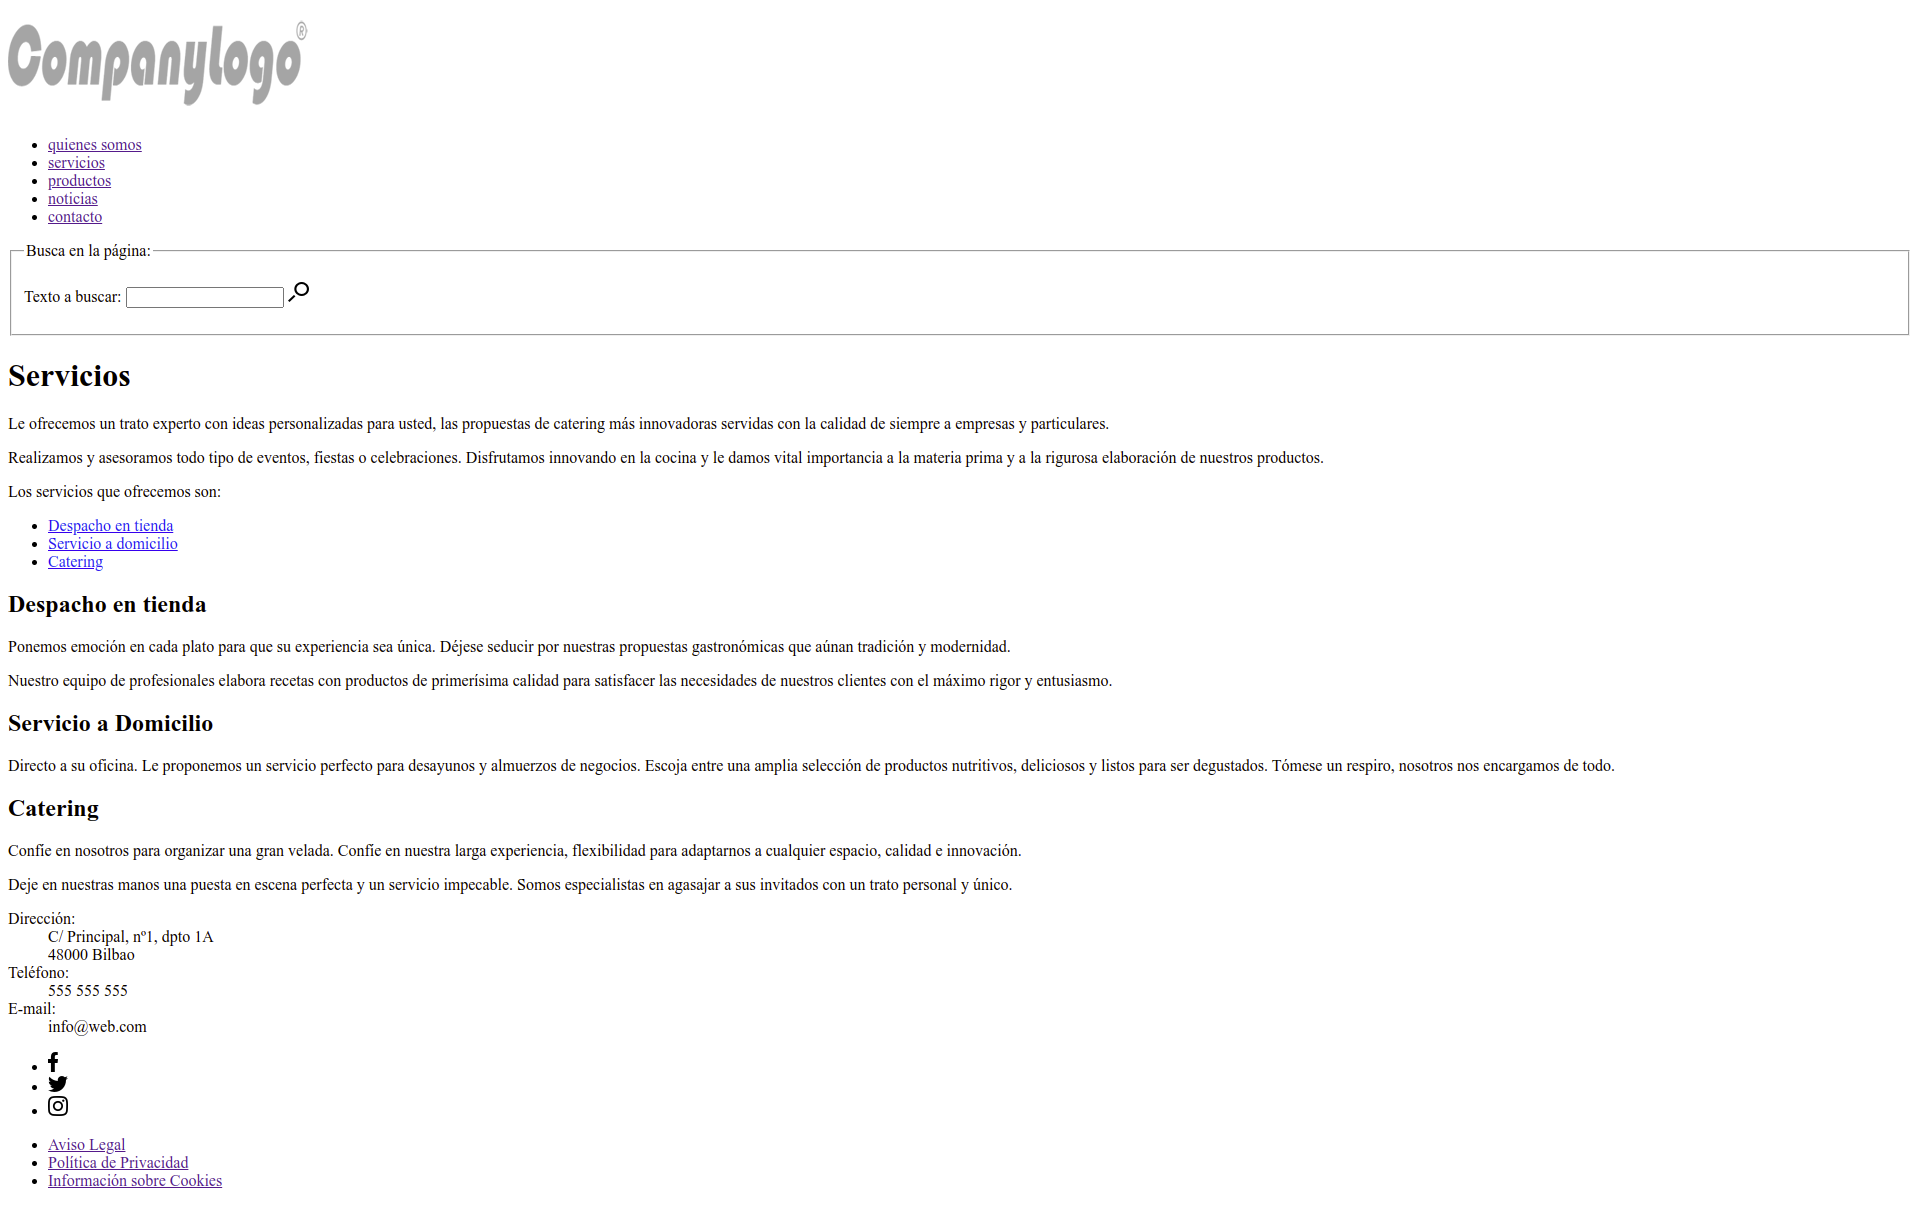 Companylogo®
quienes somos
servicios
productos
noticias
contacto
Busca en la página:
Texto a buscar:
Servicios
Le ofrecemos un trato experto con ideas personalizadas para usted, las propuestas de catering más innovadoras servidas con la calidad de siempre a empresas y particulares.
Realizamos y asesoramos todo tipo de eventos, fiestas o celebraciones. Disfrutamos innovando en la cocina y le damos vital importancia a la materia prima y a la rigurosa elaboración de nuestros productos.
Los servicios que ofrecemos son:
Despacho en tienda
Servicio a domicilio
Catering
Despacho en tienda
Ponemos emoción en cada plato para que su experiencia sea única. Déjese seducir por nuestras propuestas gastronómicas que aúnan tradición y modernidad.
Nuestro equipo de profesionales elabora recetas con productos de primerísima calidad para satisfacer las necesidades de nuestros clientes con el máximo rigor y entusiasmo.
Servicio a Domicilio
Directo a su oficina. Le proponemos un servicio perfecto para desayunos y almuerzos de negocios. Escoja entre una amplia selección de productos nutritivos, deliciosos y listos para ser degustados. Tómese un respiro, nosotros nos encargamos de todo.
Catering
Confíe en nosotros para organizar una gran velada. Confíe en nuestra larga experiencia, flexibilidad para adaptarnos a cualquier espacio, calidad e innovación.
Deje en nuestras manos una puesta en escena perfecta y un servicio impecable. Somos especialistas en agasajar a sus invitados con un trato personal y único.
Dirección:
C/ Principal, nº1, dpto 1A
48000 Bilbao
Teléfono:
555 555 555
E-mail:
info@web.com
Aviso Legal
Política de Privacidad
Información sobre Cookies